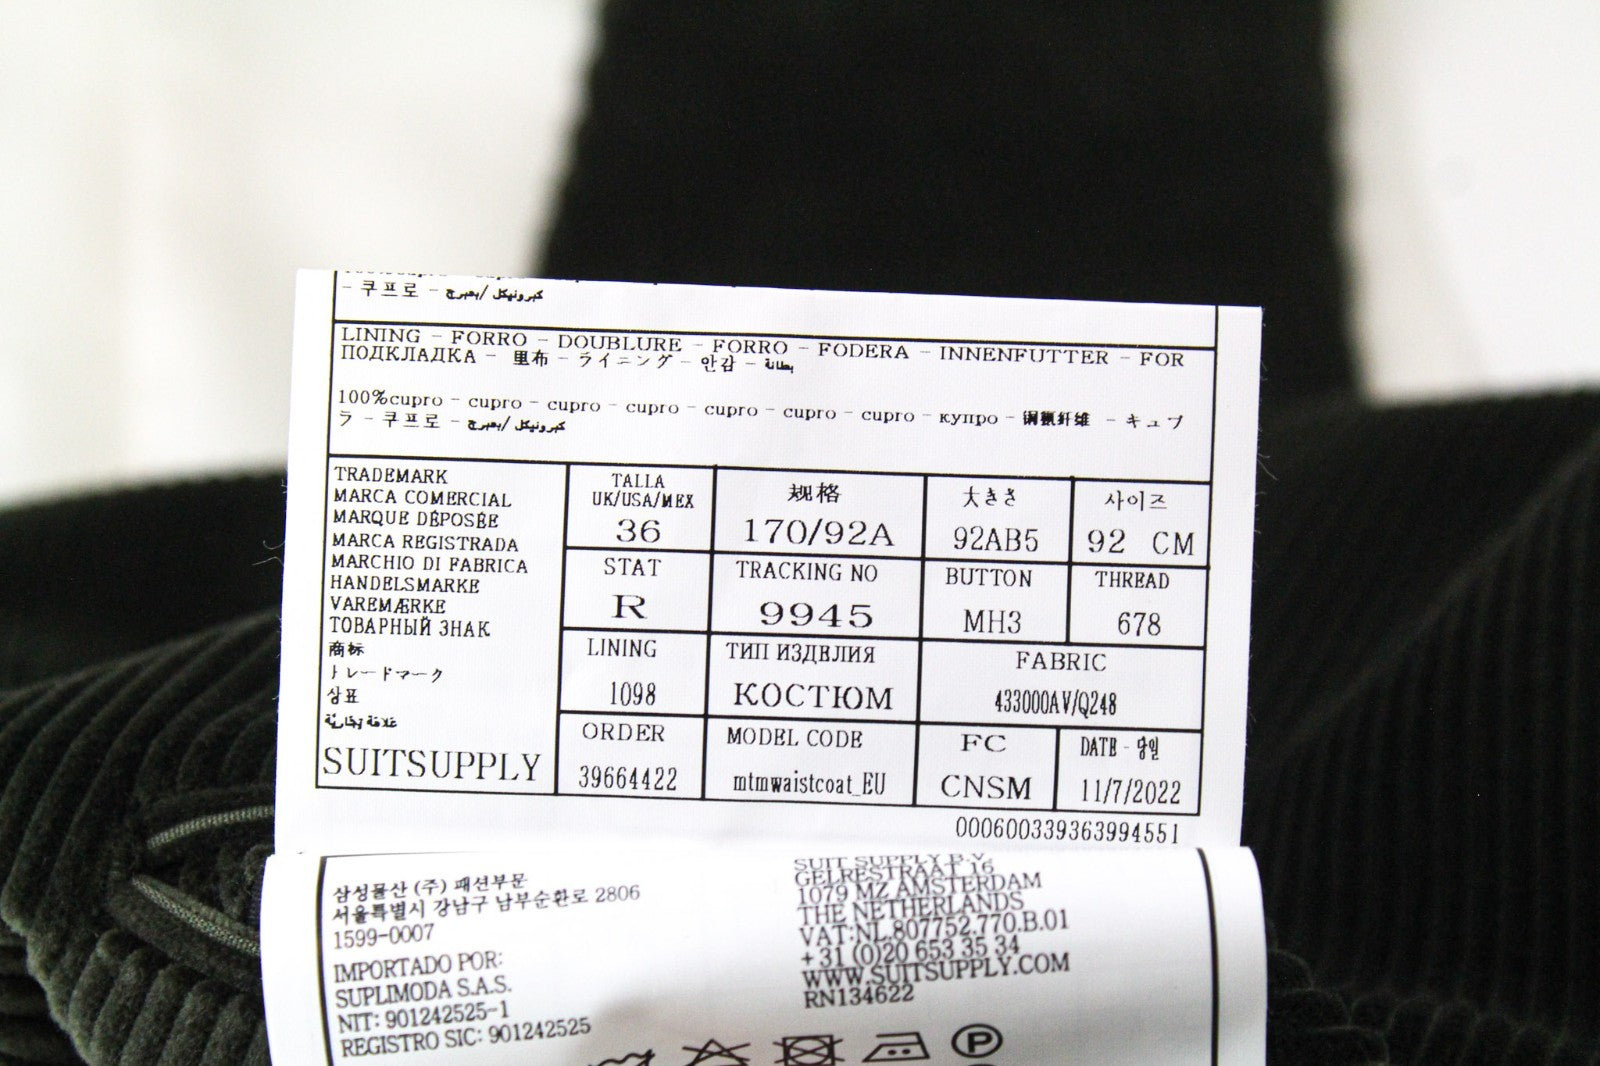 - 쿠프로 - كبرونيكل / بمبرج
LINING - FORRO - DOUBLURE - FORRO - FODERA - INNENFUTTER - FOR
ПОДКЛАДКА - 里布 - ライニング - 안감 - بطانة
100%cupro - cupro - cupro - cupro - cupro - cupro - cupro - купро - 铜氨纤维 - キュプ
ラ - 쿠프로 - كبرونيكل / بمبرج
TRADEMARK
MARCA COMERCIAL
MARQUE DÉPOSÉE
MARCA REGISTRADA
MARCHIO DI FABRICA
HANDELSMARKE
VAREMÆRKE
ТОВАРНЫЙ ЗНАК
商标
トレードマーク
상표
علامة تجارية
SUITSUPPLY
TALLA
UK/USA/MEX
36
规格
170/92A
大きさ
92AB5
사이즈
92 CM
STAT
R
TRACKING NO
9945
BUTTON
MH3
THREAD
678
LINING
1098
ТИП ИЗДЕЛИЯ
КОСТЮМ
FABRIC
433000AV/Q248
ORDER
39664422
MODEL CODE
mtmwaistcoat_EU
FC
CNSM
DATE - 당일
11/7/2022
000600339363994551
삼성물산 (주) 패션부문
서울특별시 강남구 남부순환로 2806
1599-0007
IMPORTADO POR:
SUPLIMODA S.A.S.
NIT: 901242525-1
REGISTRO SIC: 901242525
SUIT SUPPLY B.V.
GELRESTRAAT 16
1079 MZ AMSTERDAM
THE NETHERLANDS
VAT:NL.807752.770.B.01
+31 (0)20 653 35 34
WWW.SUITSUPPLY.COM
RN134622
P